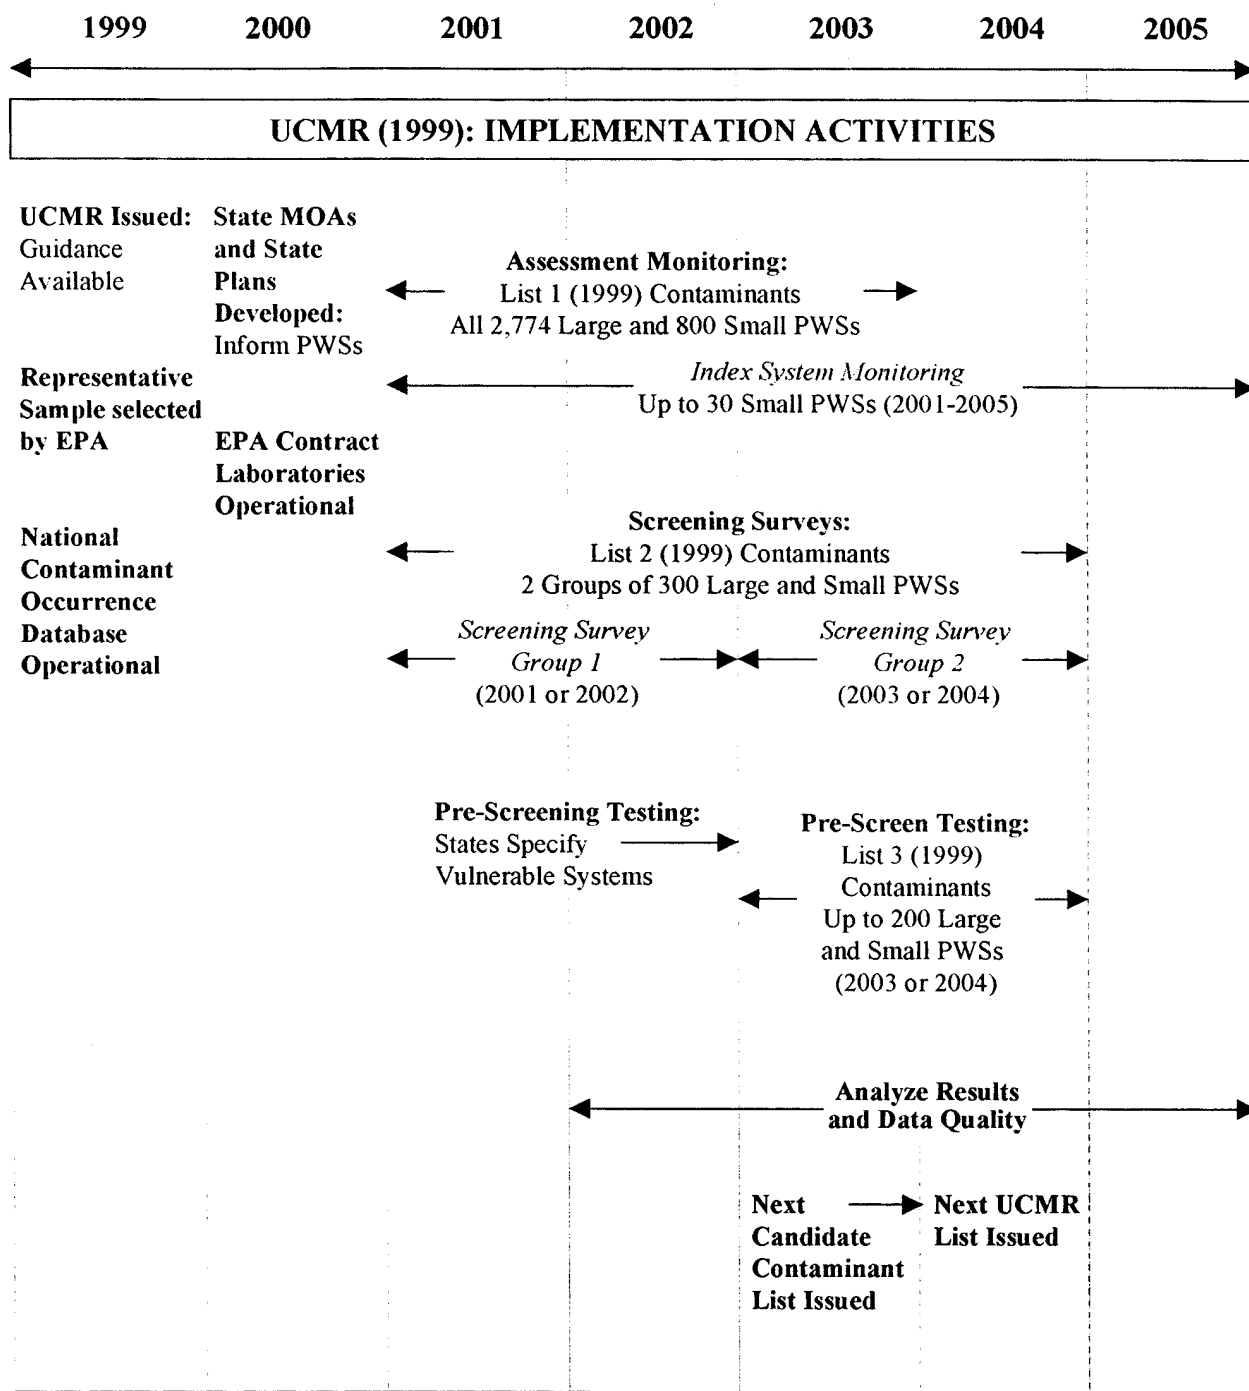 1999 2000 2001 2002 2003 2004 2005
UCMR (1999): IMPLEMENTATION ACTIVITIES
UCMR Issued:
Guidance
Available
State MOAs
and State
Plans
Developed:
Inform PWSs
Assessment Monitoring:
List 1 (1999) Contaminants
All 2,774 Large and 800 Small PWSs
Representative
Sample selected
by EPA
Index System Monitoring
Up to 30 Small PWSs (2001-2005)
EPA Contract
Laboratories
Operational
National
Contaminant
Occurrence
Database
Operational
Screening Surveys:
List 2 (1999) Contaminants
2 Groups of 300 Large and Small PWSs
Screening Survey
Group 1
(2001 or 2002)
Screening Survey
Group 2
(2003 or 2004)
Pre-Screening Testing:
States Specify
Vulnerable Systems
Pre-Screen Testing:
List 3 (1999)
Contaminants
Up to 200 Large
and Small PWSs
(2003 or 2004)
Analyze Results
and Data Quality
Next
Candidate
Contaminant
List Issued
Next UCMR
List Issued